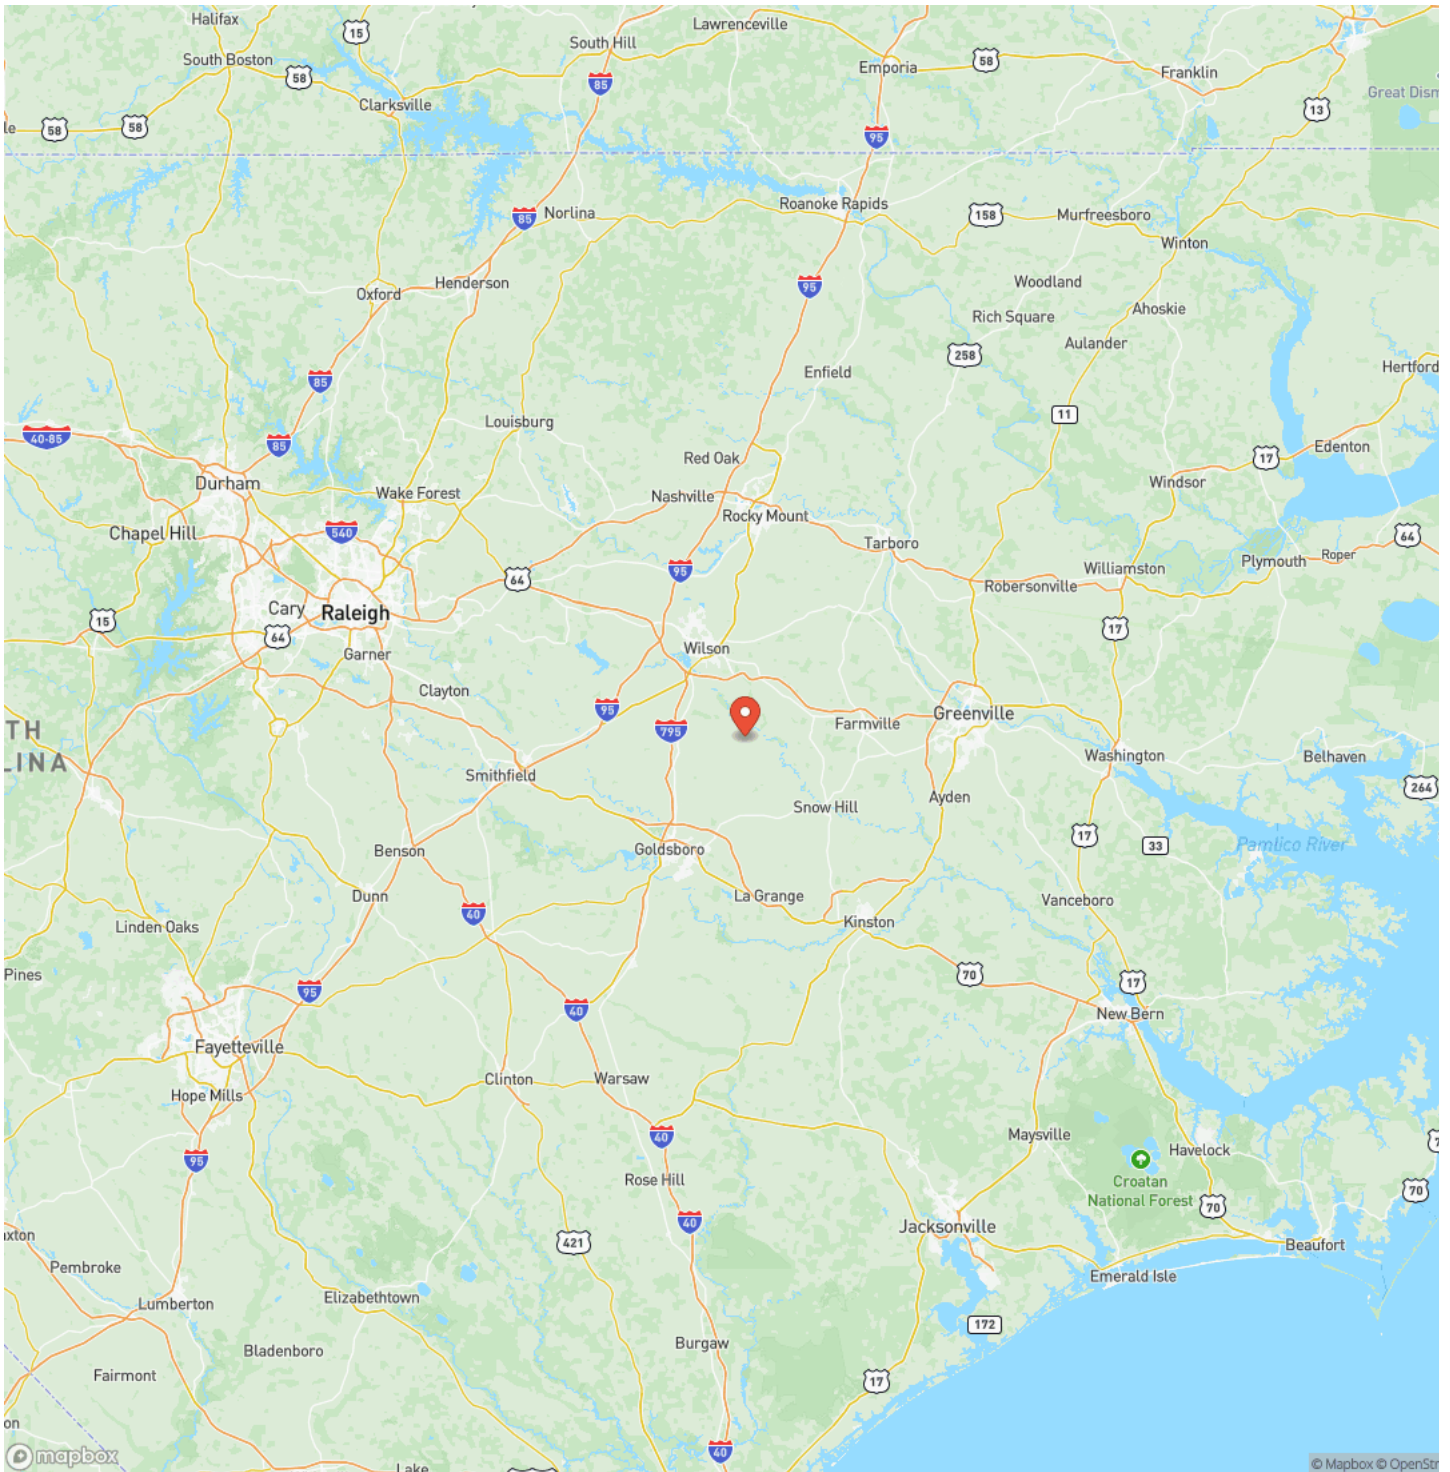 Halifax
15
Lawrenceville
South Hill
South Boston
58
85
Emporia
58
Franklin
Clarksville
Great Dism
13
58
58
95
Roanoke Rapids
85
Norlina
158
Murfreesboro
Winton
Henderson
Oxford
95
Woodland
Ahoskie
Rich Square
Aulander
258
Hertford
Enfield
85
11
Louisburg
40-85
85
Edenton
Red Oak
17
Durham
Wake Forest
Nashville
Windsor
Rocky Mount
Chapel Hill
540
64
Tarboro
Roper
Plymouth
95
64
Williamston
Robersonville
Cary
Raleigh
15
64
17
Garner
Wilson
Clayton
95
Greenville
Farmville
TH
LINA
795
Washington
Belhaven
Smithfield
264
Ayden
Snow Hill
17
33
Pamlico River
Benson
Goldsboro
Dunn
La Grange
Vanceboro
40
Kinston
Linden Oaks
Pines
70
17
95
40
New Bern
Fayetteville
Clinton
Warsaw
Hope Mills
40
Maysville
Havelock
95
Rose Hill
Croatan
National Forest
70
70
40
Jacksonville
421
xton
Beaufort
Pembroke
Emerald Isle
Elizabethtown
Lumberton
172
Burgaw
Bladenboro
Fairmont
17
on
40
mapbox
Lake
© Mapbox © OpenStr